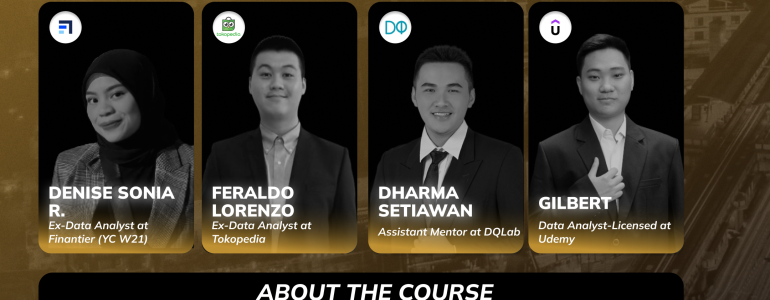 tokopedia
DENISE SONIA
R.
Ex-Data Analyst at
Finantier (YC W21)
FERALDO
LORENZO
Ex-Data Analyst at
Tokopedia
DQ
DHARMA
SETIAWAN
Assistant Mentor at DQLab
GILBERT
Data Analyst-Licensed at
Udemy
ABOUT THE COURSE